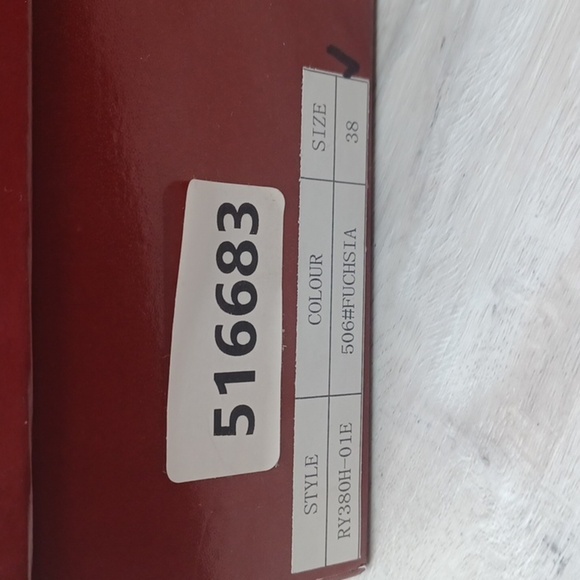 516683
STYLE COLOUR SIZE
RY380H-01E 506#FUCHSIA 38